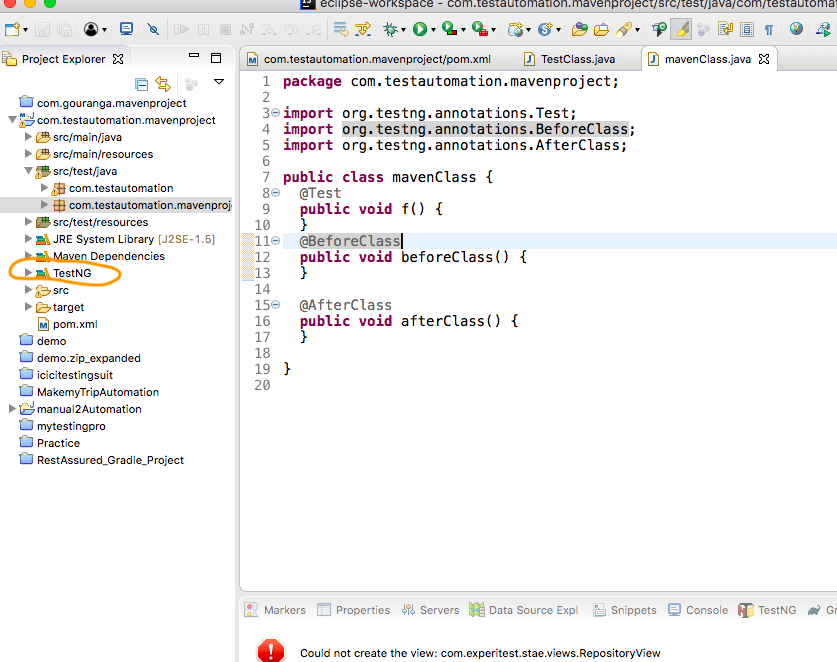 eclipse-workspace - com.testautomation.mavenproject/src/test/java/com/testautomat
Project Explorer
com.gouranga.mavenproject
com.testautomation.mavenproject
src/main/java
src/main/resources
src/test/java
com.testautomation
com.testautomation.mavenproj
src/test/resources
JRE System Library [J2SE-1.5]
Maven Dependencies
TestNG
src
target
pom.xml
demo
demo.zip_expanded
icicitestingsuit
MakemyTripAutomation
manual2Automation
mytestingpro
Practice
RestAssured_Gradle_Project
com.testautomation.mavenproject/pom.xml
TestClass.java
mavenClass.java
1 package com.testautomation.mavenproject;
2
3 import org.testng.annotations.Test;
4 import org.testng.annotations.BeforeClass;
5 import org.testng.annotations.AfterClass;
6
7 public class mavenClass {
8 @Test
9 public void f() {
10 }
11 @BeforeClass
12 public void beforeClass() {
13 }
14
15 @AfterClass
16 public void afterClass() {
17 }
18
19 }
20
Markers Properties Servers Data Source Expl Snippets Console TestNG Gr
Could not create the view: com.experitest.stae.views.RepositoryView